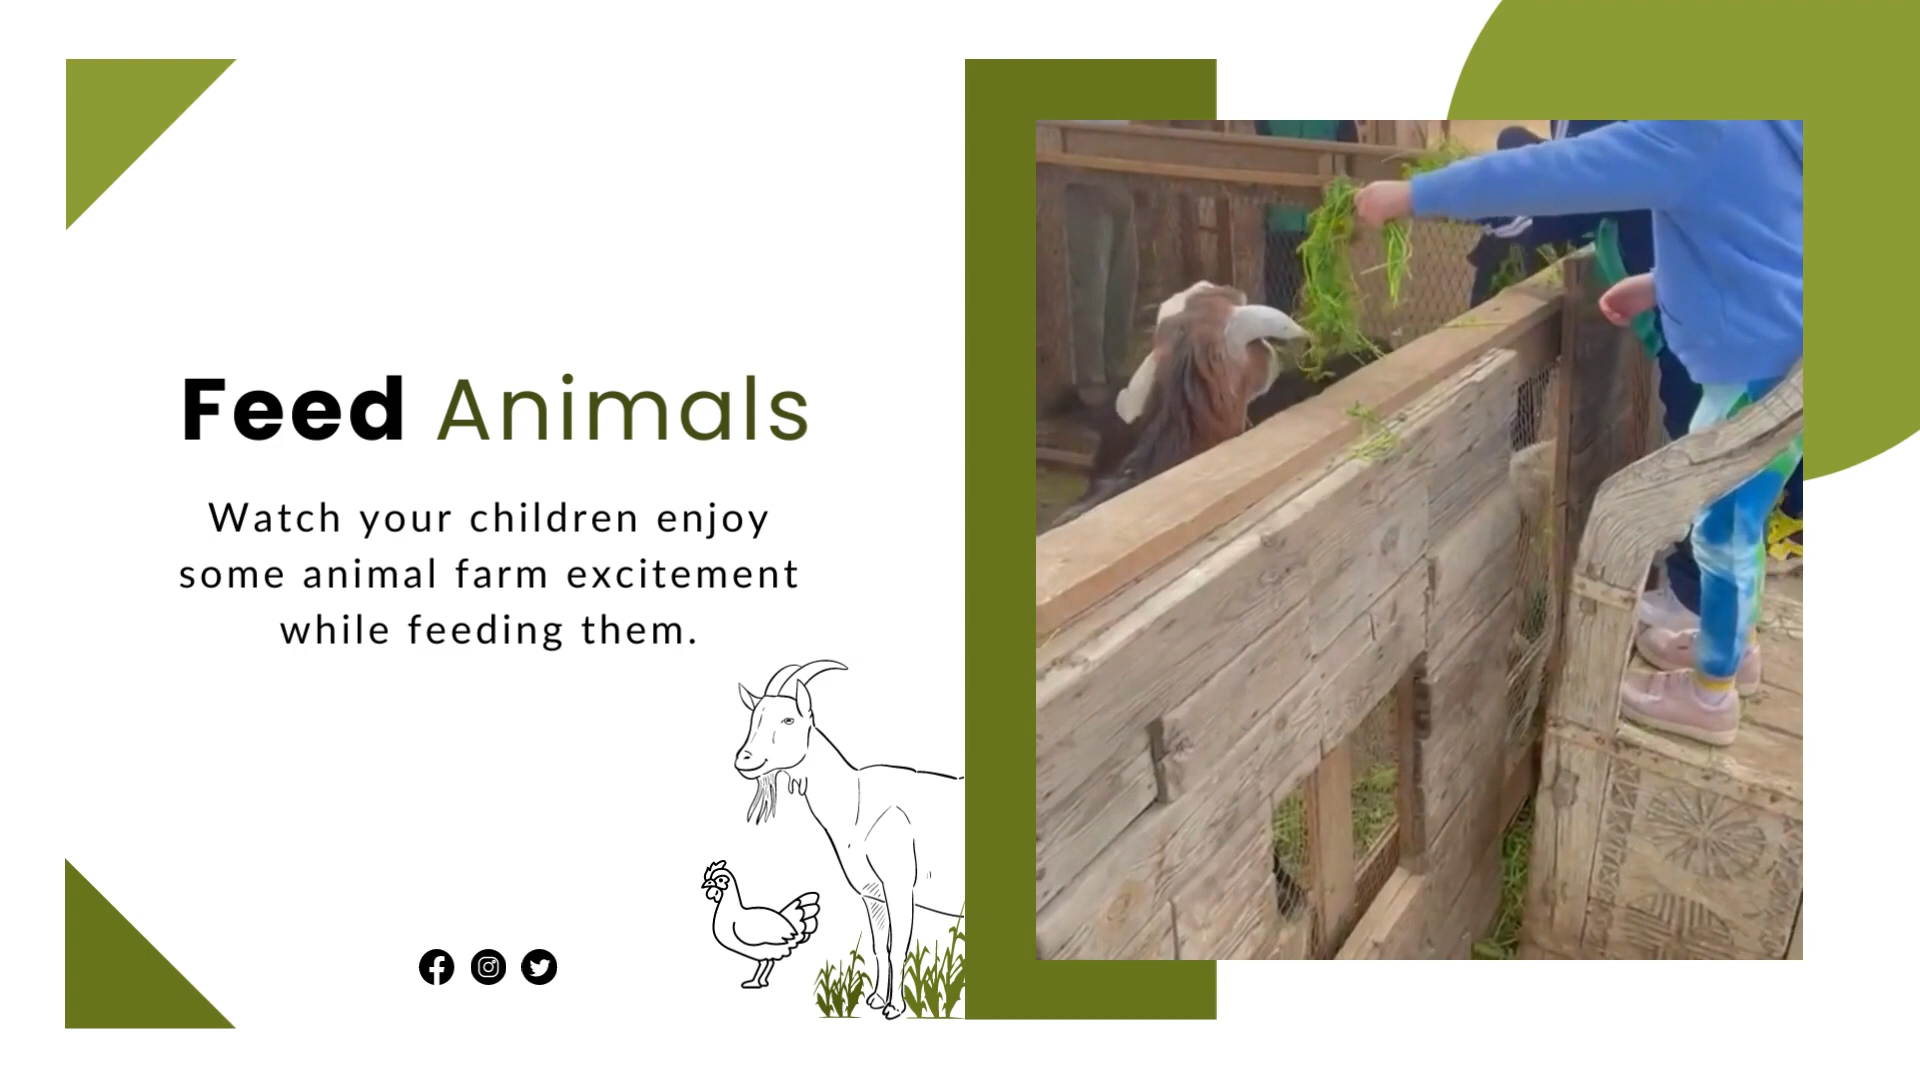 Feed Animals
Watch your children enjoy
some animal farm excitement
while feeding them.